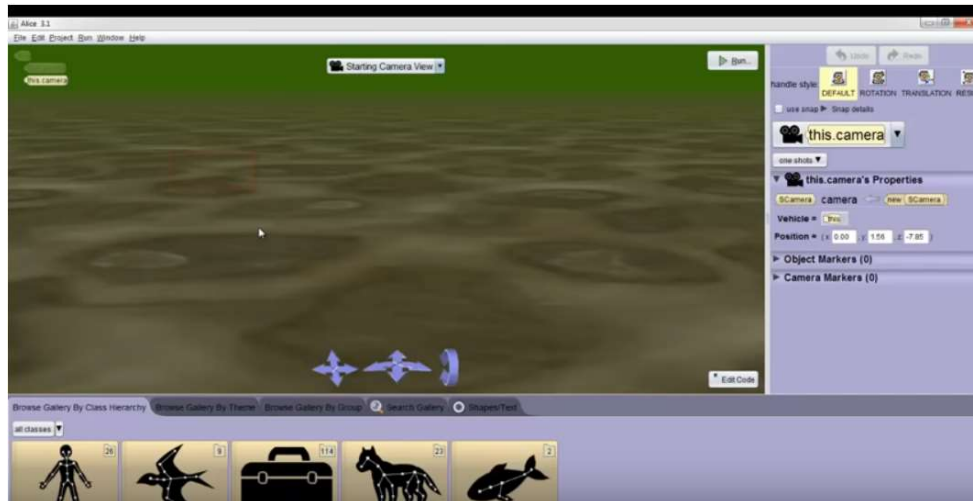 Alice 3.1
File Edit Project Run Window Help
this.camera
Starting Camera View
Run...
Undo
Redo
handle style:
DEFAULT
ROTATION
TRANSLATION
use snap
Snap details
this.camera
one shots
this.camera's Properties
SCamera camera new SCamera
Vehicle = this
Position = ( x: 0.00 , y: 1.56 , z: -7.85 )
Object Markers (0)
Camera Markers (0)
Edit Code
Browse Gallery By Class Hierarchy
Browse Gallery By Theme
Browse Gallery By Group
Search Gallery
Shapes/Text
all classes
26
9
114
23
2